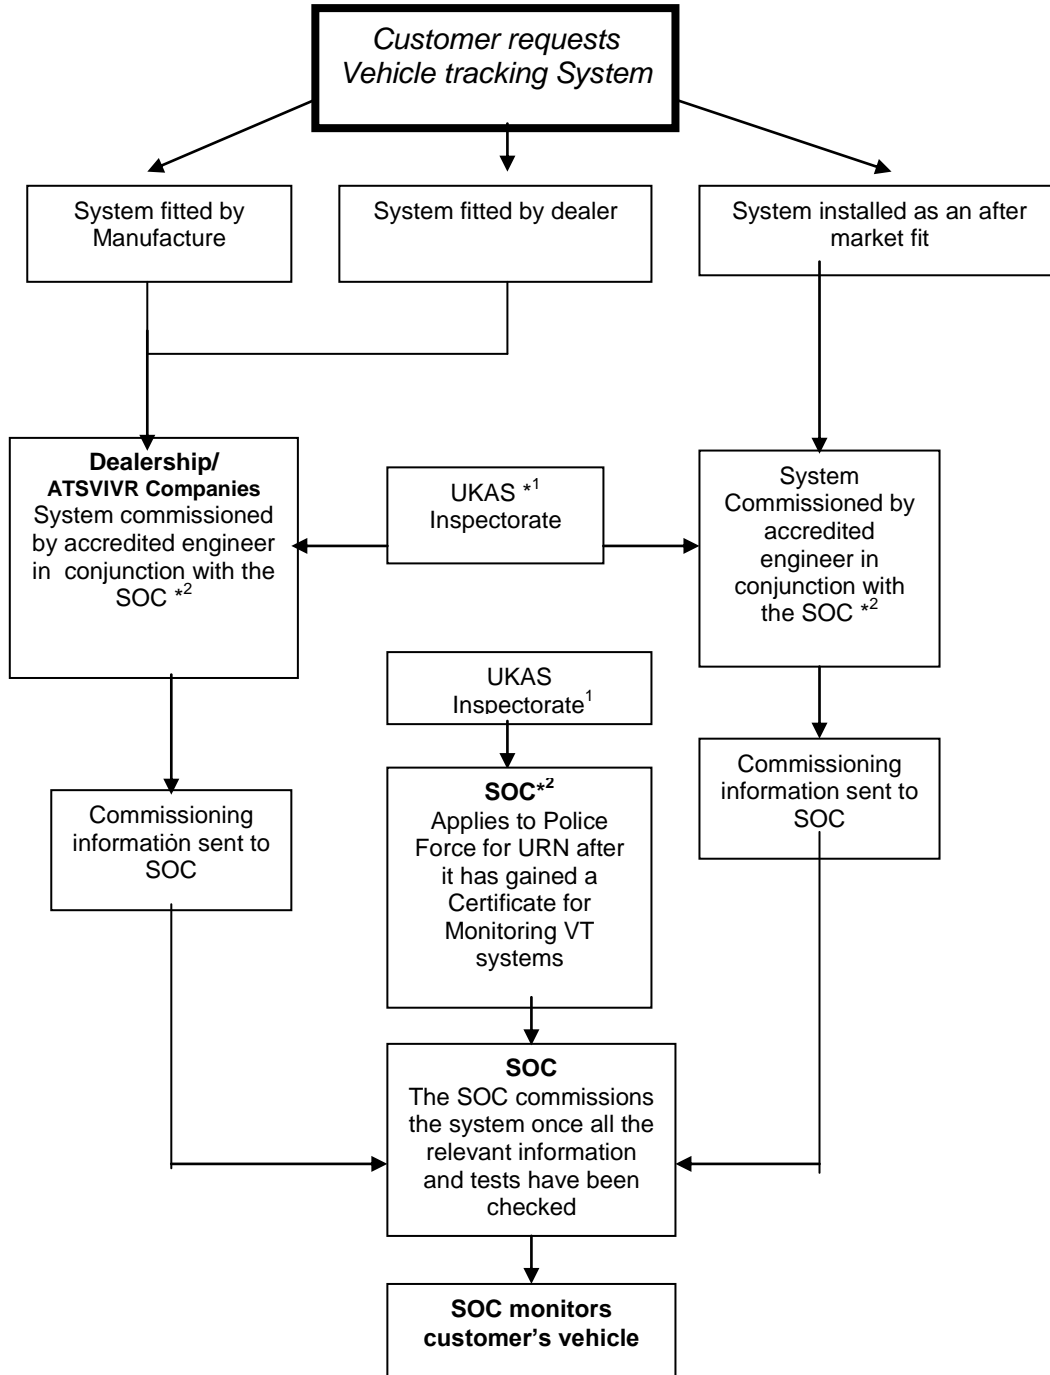 Customer requests
Vehicle tracking System
System fitted by
Manufacture
System fitted by dealer
System installed as an after
market fit
Dealership/
ATSVIVR Companies
System commissioned
by accredited engineer
in conjunction with the
SOC *2
UKAS *1
Inspectorate
System
Commissioned by
accredited
engineer in
conjunction with
the SOC *2
UKAS
Inspectorate1
SOC*2
Applies to Police
Force for URN after
it has gained a
Certificate for
Monitoring VT
systems
Commissioning
information sent to
SOC
Commissioning
information sent to
SOC
SOC
The SOC commissions
the system once all the
relevant information
and tests have been
checked
SOC monitors
customer’s vehicle